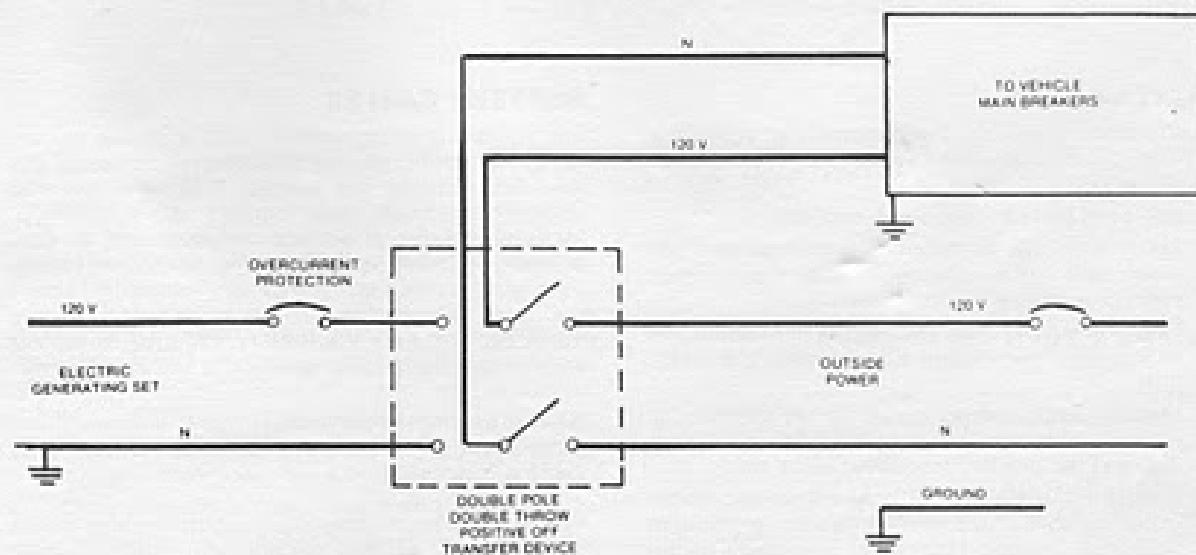 N
TO VEHICLE
MAIN BREAKERS
120 V
OVERCURRENT
PROTECTION
120 V
120 V
ELECTRIC
GENERATING SET
OUTSIDE
POWER
N
N
DOUBLE POLE
DOUBLE THROW
POSITIVE OFF
TRANSFER DEVICE
GROUND